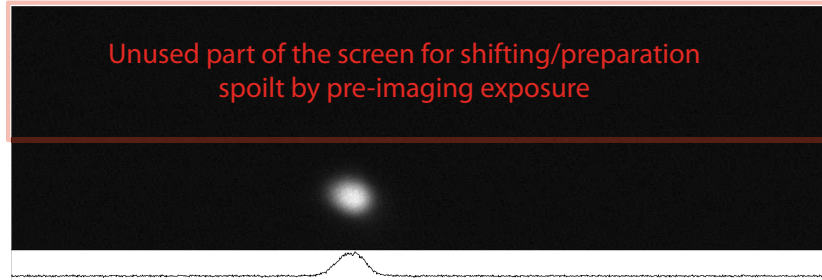 Unused part of the screen for shifting/preparation
spoilt by pre-imaging exposure